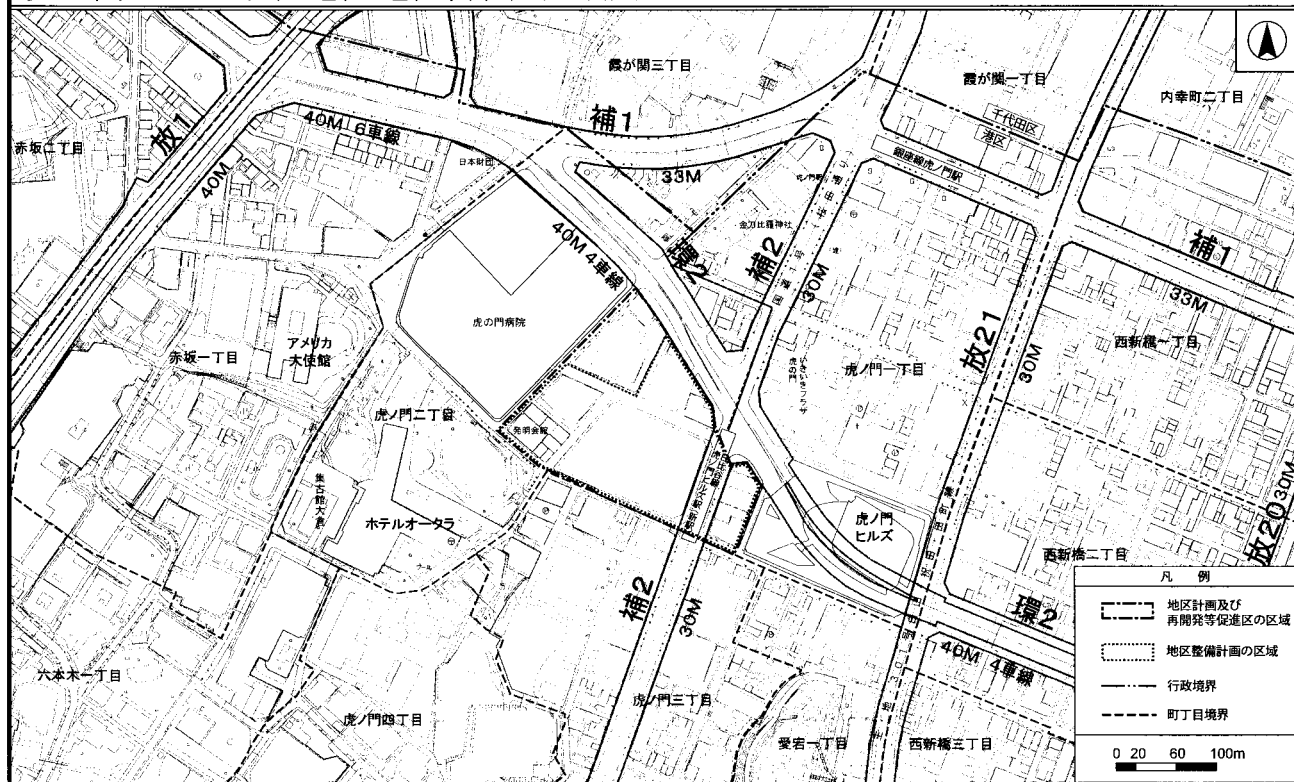 霞が関三丁目
霞が関一丁目
内幸町二丁目
千代田区
港区
赤坂二丁目
放1
40M
40M 6車線
補1
33M
日本財団
銀座線虎ノ門駅
金刀比羅神社
環2
補2
30M
40M 4車線
虎の門病院
補1
33M
放21
30M
西新橋一丁目
虎ノ門一丁目
いきいきプラザ
虎の門
アメリカ
大使館
赤坂一丁目
虎ノ門二丁目
発明会館
集古館大倉
ホテルオークラ
虎ノ門
ヒルズ
西新橋二丁目
放20
30M
環2
40M 4車線
補2
30M
六本木一丁目
虎ノ門四丁目
虎ノ門三丁目
愛宕一丁目
西新橋三丁目
凡 例
地区計画及び
再開発等促進区の区域
地区整備計画の区域
行政境界
町丁目境界
0 20 60 100m